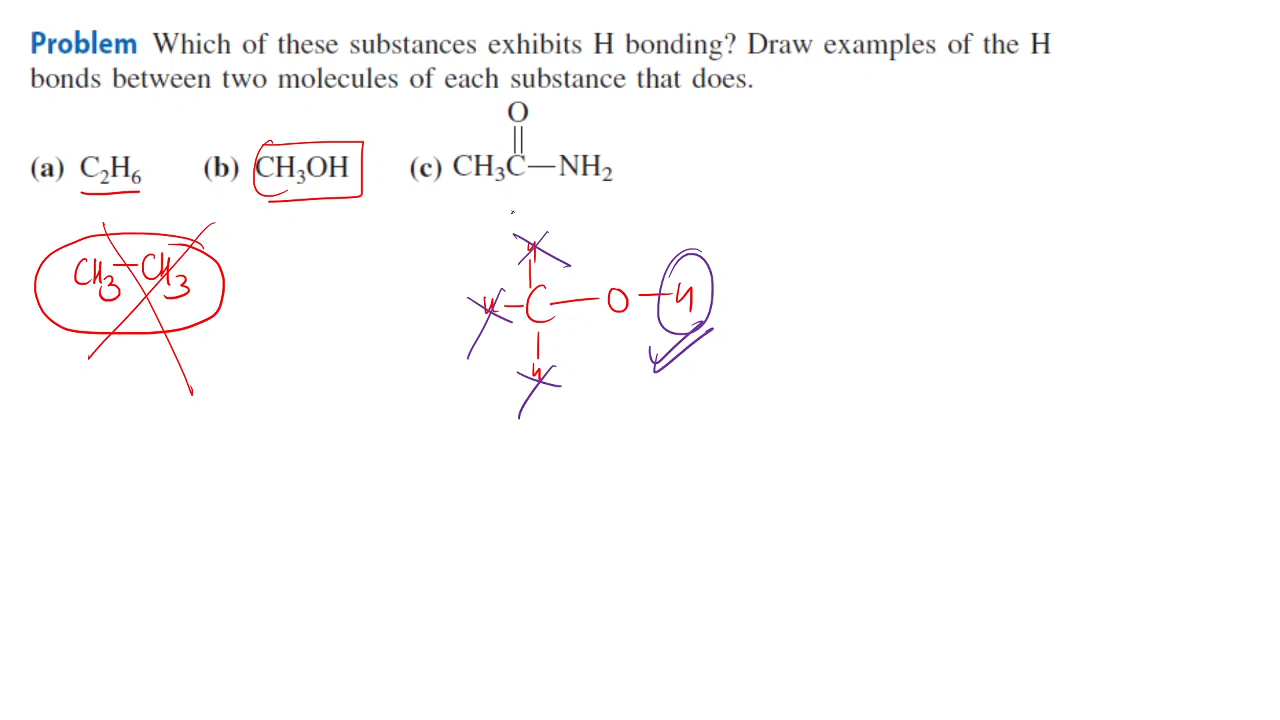 Problem Which of these substances exhibits H bonding? Draw examples of the H
bonds between two molecules of each substance that does.
O
(a) C₂H₆ (b) CH₃OH (c) CH₃C—NH₂
CH₃–CH₃
H
H–C—O—H
H